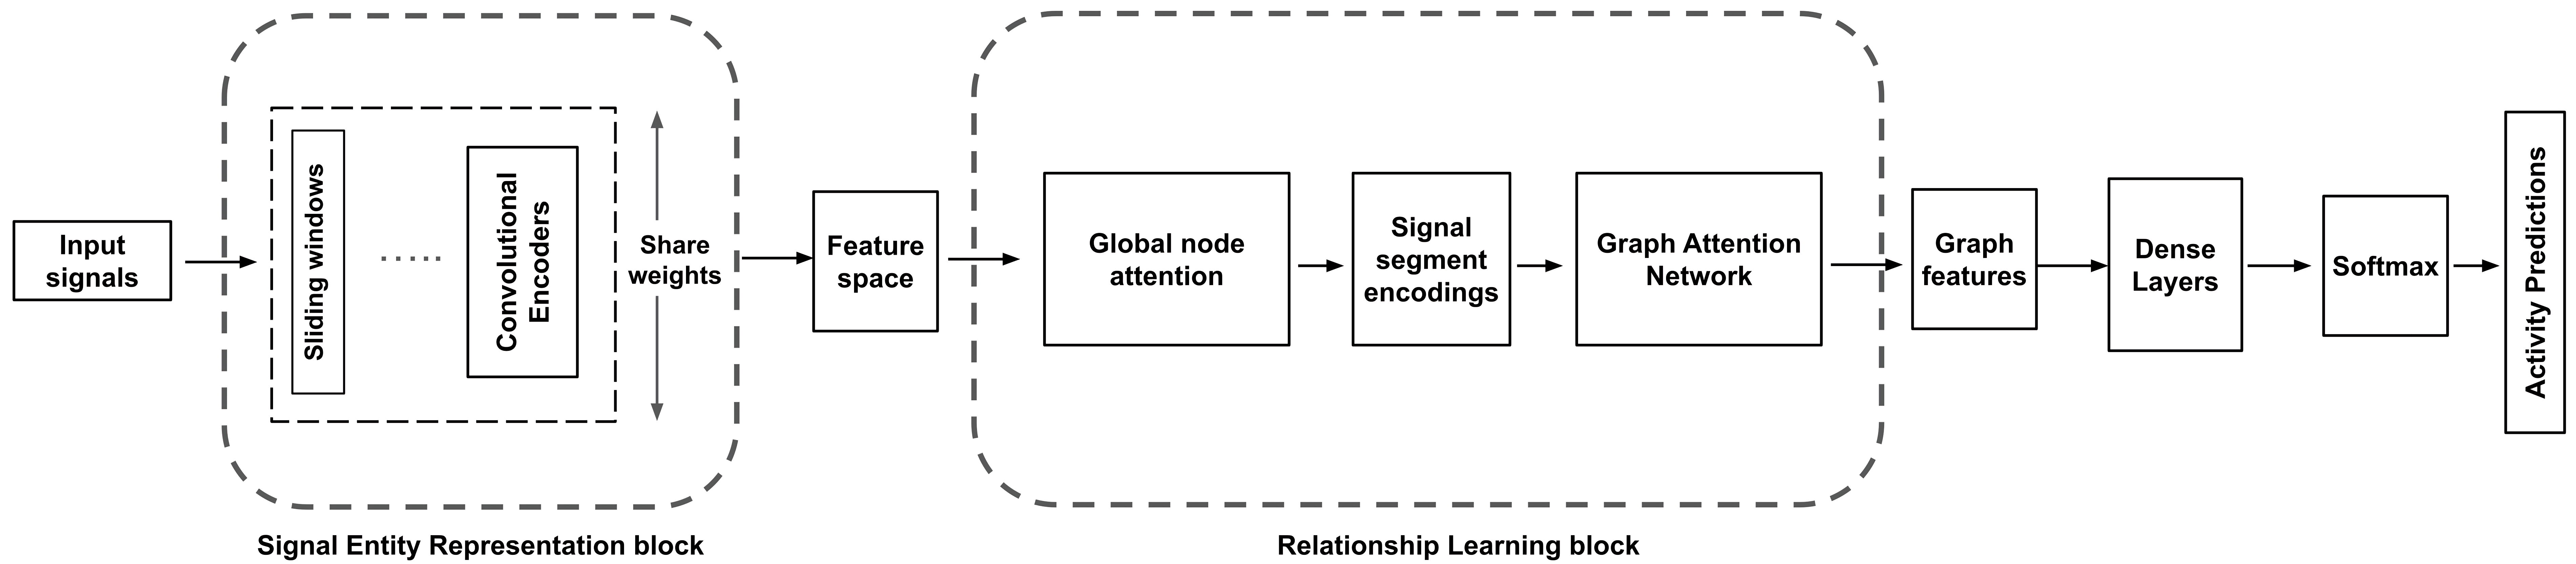 Input
signals
Sliding windows
Convolutional
Encoders
Share
weights
Signal Entity Representation block
Feature
space
Global node
attention
Signal
segment
encodings
Graph Attention
Network
Relationship Learning block
Graph
features
Dense
Layers
Softmax
Activity Predictions